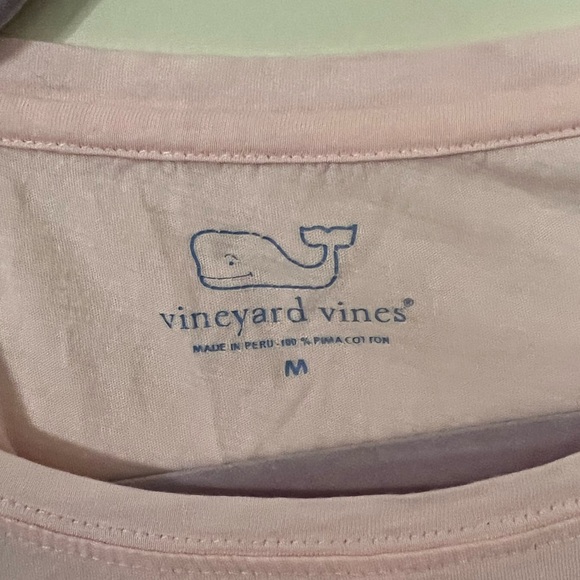 vineyard vines®
MADE IN PERU-100 % PIMA COTTON
M